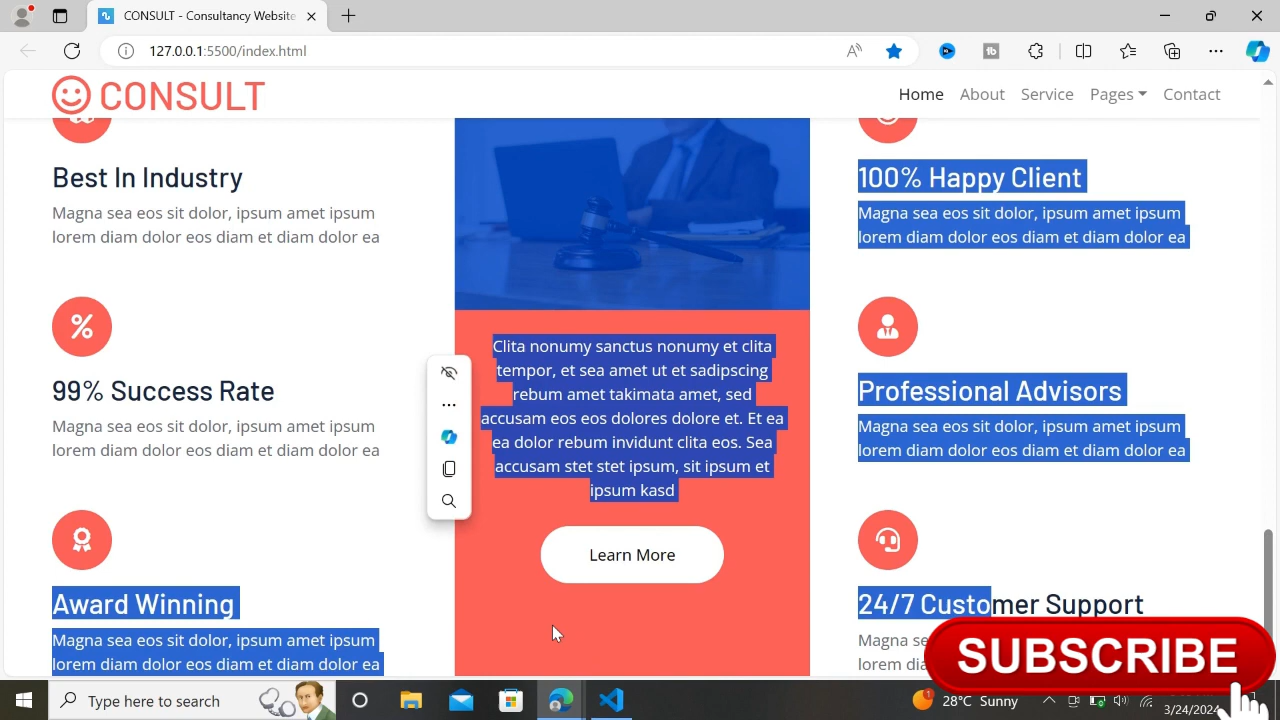 CONSULT - Consultancy Website
127.0.0.1:5500/index.html
CONSULT
Home About Service Pages Contact
Best In Industry
Magna sea eos sit dolor, ipsum amet ipsum
lorem diam dolor eos diam et diam dolor ea
99% Success Rate
Magna sea eos sit dolor, ipsum amet ipsum
lorem diam dolor eos diam et diam dolor ea
Award Winning
Magna sea eos sit dolor, ipsum amet ipsum
lorem diam dolor eos diam et diam dolor ea
Clita nonumy sanctus nonumy et clita
tempor, et sea amet ut et sadipscing
rebum amet takimata amet, sed
accusam eos eos dolores dolore et. Et ea
ea dolor rebum invidunt clita eos. Sea
accusam stet stet ipsum, sit ipsum et
ipsum kasd
Learn More
100% Happy Client
Magna sea eos sit dolor, ipsum amet ipsum
lorem diam dolor eos diam et diam dolor ea
Professional Advisors
Magna sea eos sit dolor, ipsum amet ipsum
lorem diam dolor eos diam et diam dolor ea
24/7 Customer Support
Magna
lorem
SUBSCRIBE
Type here to search
28°C Sunny
3/24/2024